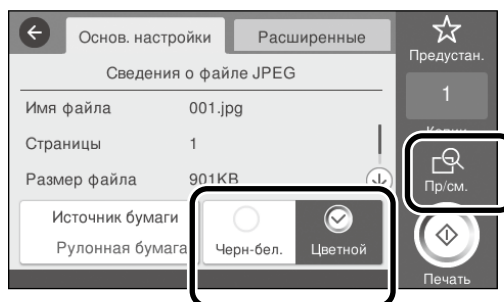 Основ. настройки
Расширенные
Предустан.
Сведения о файле JPEG
Имя файла 001.jpg
1
Страницы 1
Копии
Размер файла 901KB
Пр/см.
Источник бумаги
Рулонная бумага
Черн-бел.
Цветной
Печать